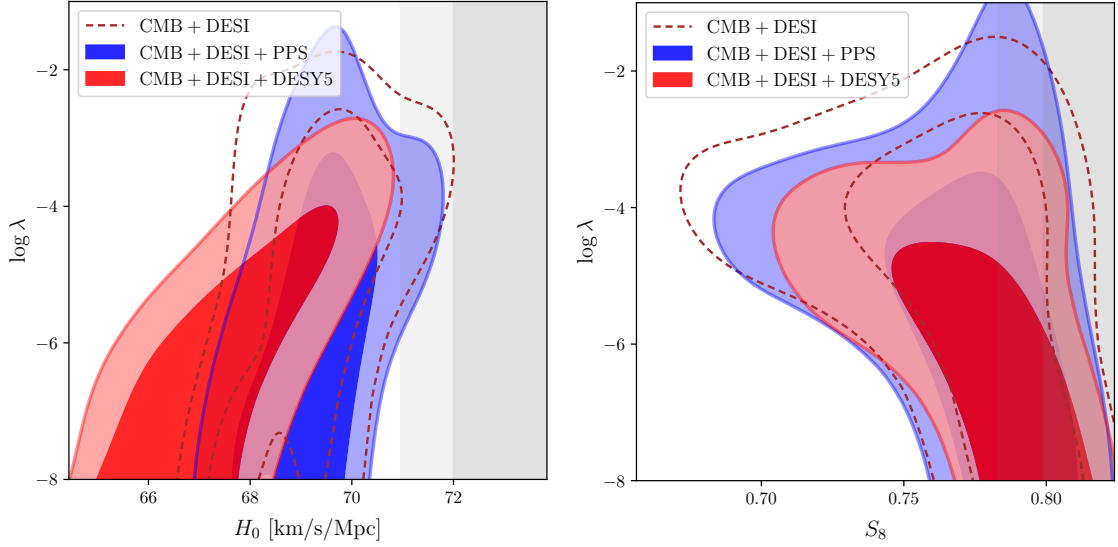 CMB + DESI
CMB + DESI + PPS
CMB + DESI + DESY5
−2
−4
−6
−8
log λ
66
68
70
72
H₀ [km/s/Mpc]
CMB + DESI
CMB + DESI + PPS
CMB + DESI + DESY5
−2
−4
−6
−8
log λ
0.70
0.75
0.80
S₈